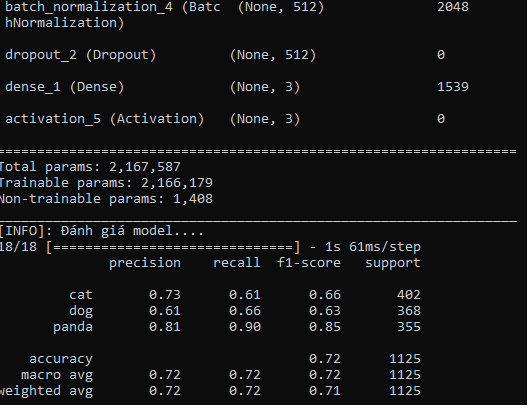 batch_normalization_4 (Batc (None, 512) 2048
hNormalization)
dropout_2 (Dropout) (None, 512) 0
dense_1 (Dense) (None, 3) 1539
activation_5 (Activation) (None, 3) 0
=================================================================
Total params: 2,167,587
Trainable params: 2,166,179
Non-trainable params: 1,408
_________________________________________________________________
[INFO]: Đánh giá model....
18/18 [==============================] - 1s 61ms/step
precision recall f1-score support
cat 0.73 0.61 0.66 402
dog 0.61 0.66 0.63 368
panda 0.81 0.90 0.85 355
accuracy 0.72 1125
macro avg 0.72 0.72 0.72 1125
weighted avg 0.72 0.72 0.71 1125